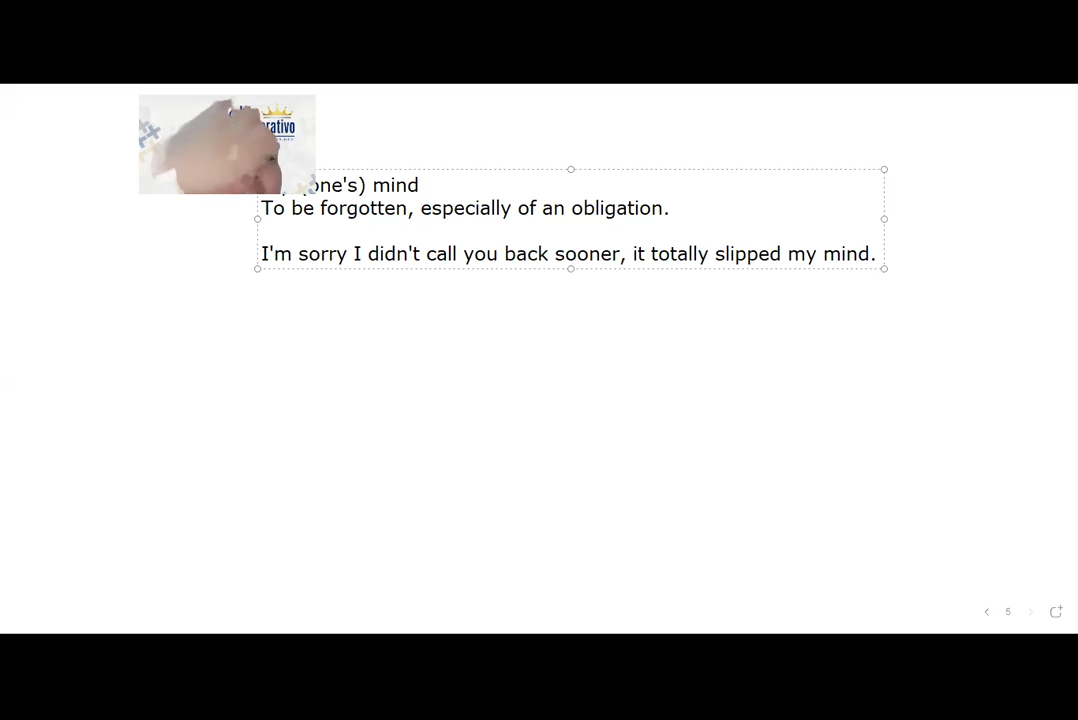 (one's) mind
To be forgotten, especially of an obligation.
I'm sorry I didn't call you back sooner, it totally slipped my mind.
5